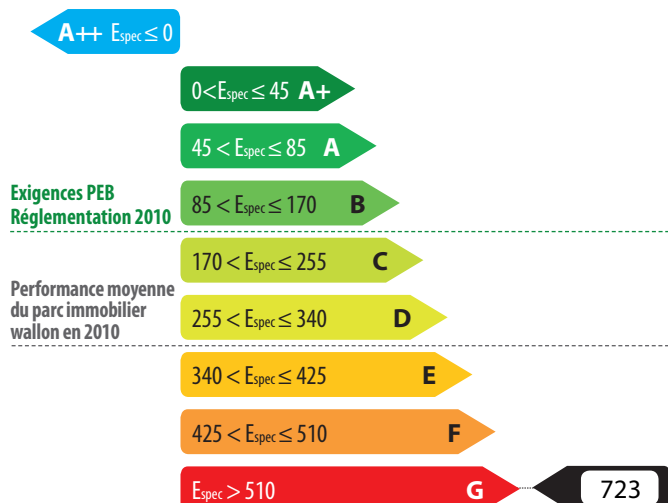 A++ Espec ≤ 0
0<Espec ≤ 45 A+
45 < Espec ≤ 85 A
Exigences PEB
Réglementation 2010
85 < Espec ≤ 170 B
170 < Espec ≤ 255 C
Performance moyenne
du parc immobilier
wallon en 2010
255 < Espec ≤ 340 D
340 < Espec ≤ 425 E
425 < Espec ≤ 510 F
Espec > 510 G 723